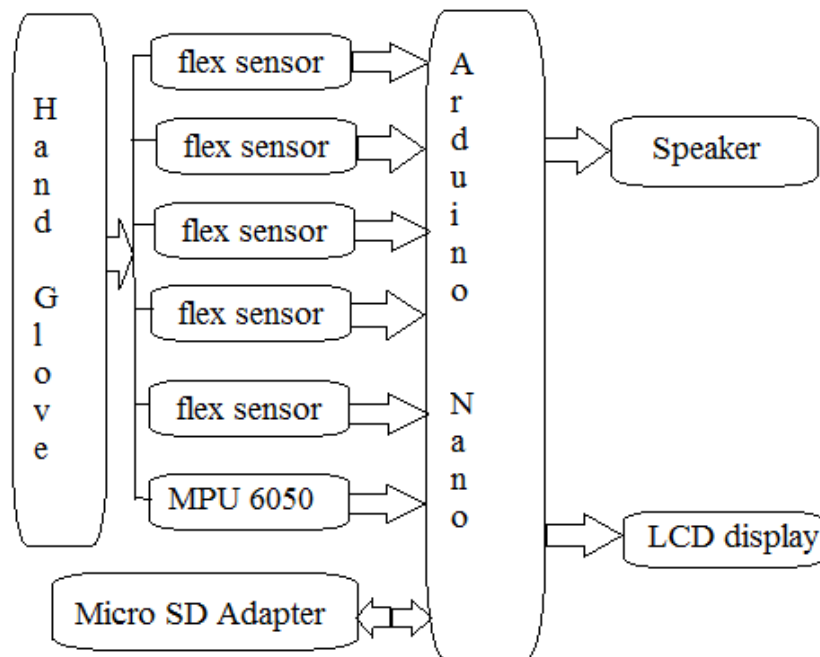 Hand Glove
flex sensor
flex sensor
flex sensor
flex sensor
flex sensor
MPU 6050
Micro SD Adapter
Arduino Nano
Speaker
LCD display